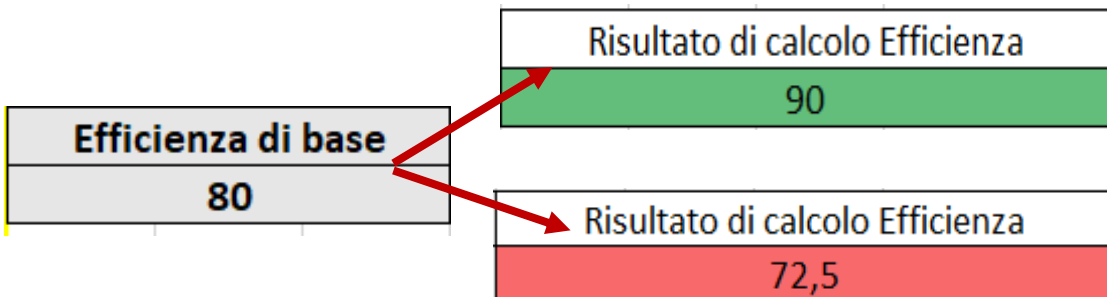 Efficienza di base
80
Risultato di calcolo Efficienza
90
Risultato di calcolo Efficienza
72,5